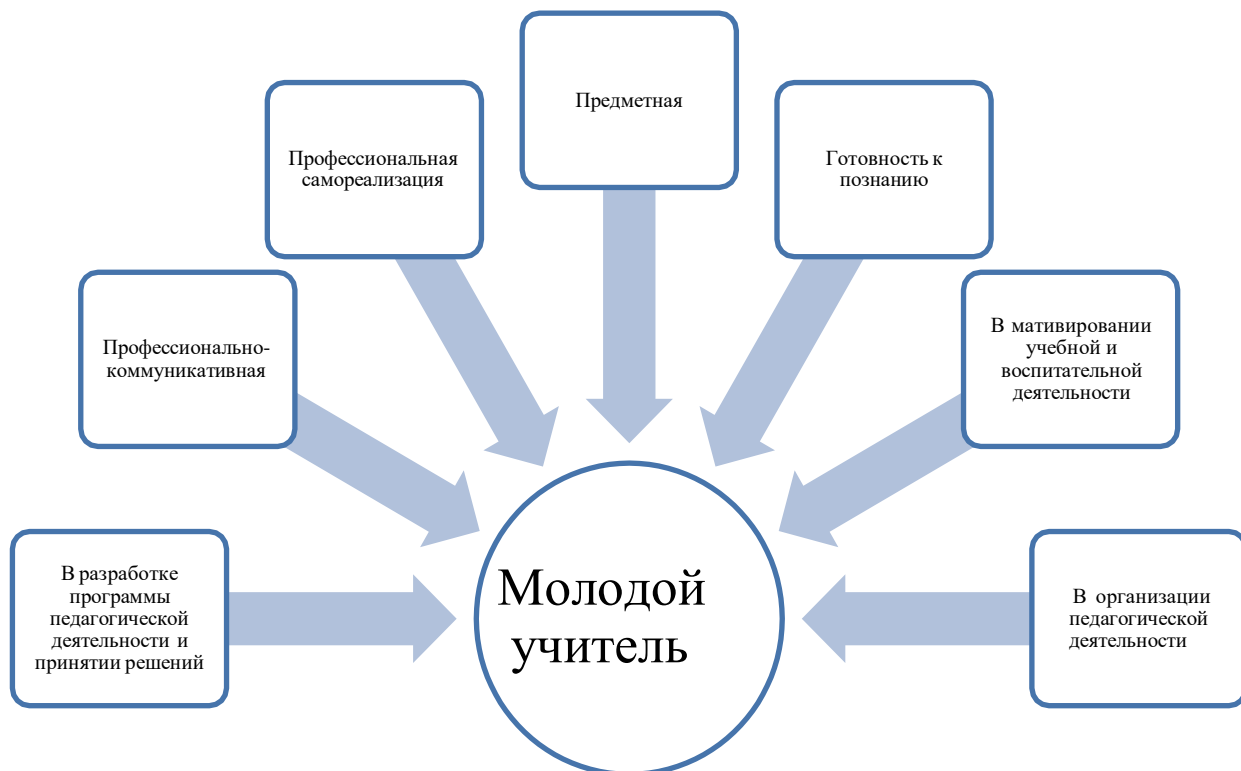 Предметная
Профессиональная
самореализация
Готовность к
познанию
Профессионально-
коммуникативная
В мативировании
учебной и
воспитательной
деятельности
В разработке
программы
педагогической
деятельности и
принятии решений
Молодой
учитель
В организации
педагогической
деятельности